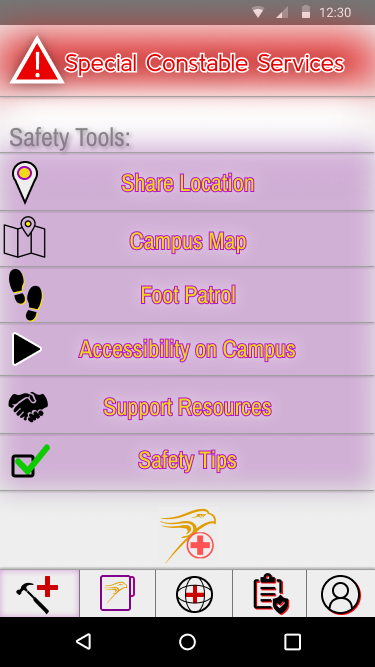 12:30
Special Constable Services
Safety Tools:
Share Location
Campus Map
Foot Patrol
Accessibility on Campus
Support Resources
Safety Tips